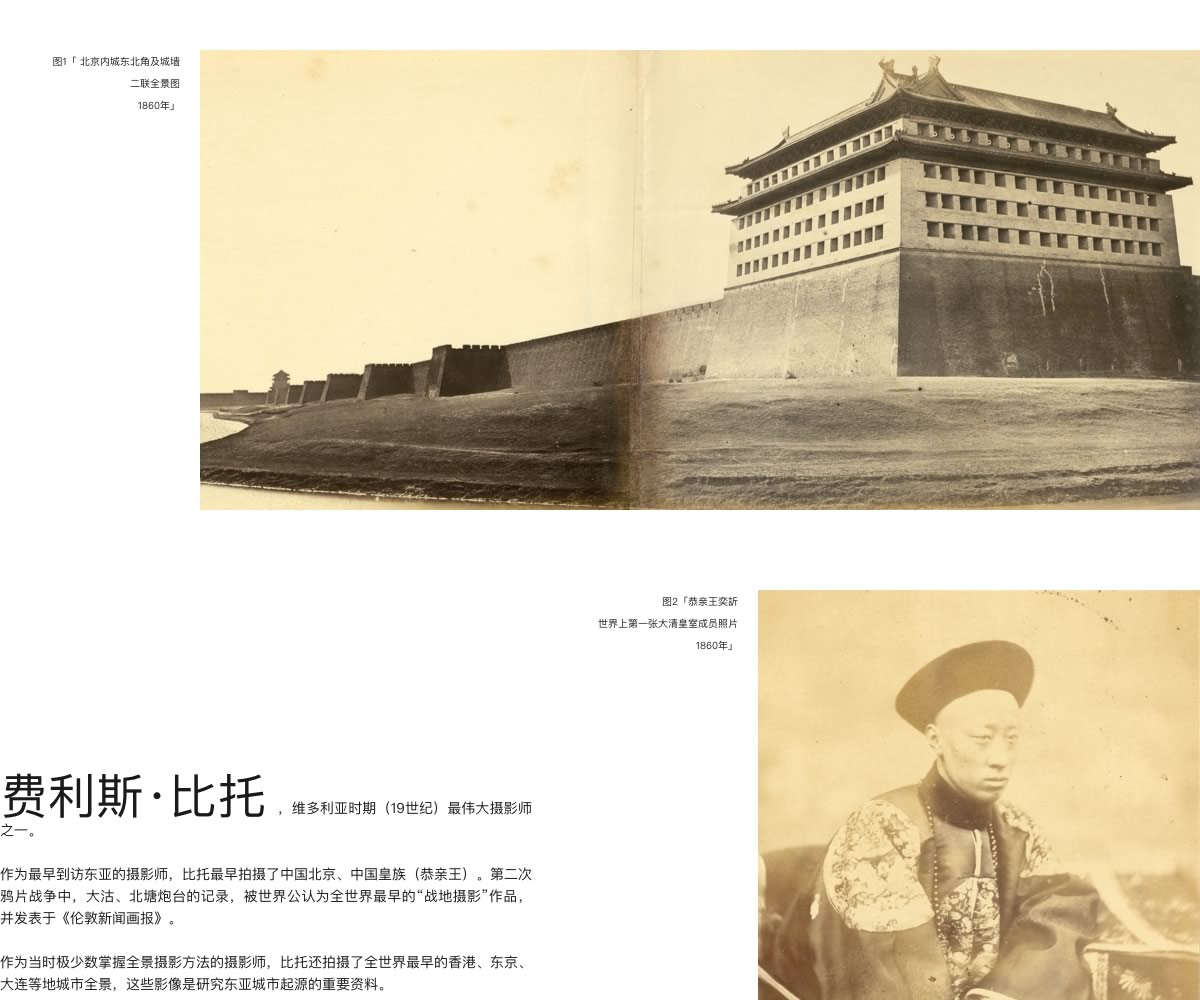 图1「 北京内城东北角及城墙
二联全景图
1860年」
图2「恭亲王奕訢
世界上第一张大清皇室成员照片
1860年」
费利斯·比托 ，维多利亚时期（19世纪）最伟大摄影师
之一。
作为最早到访东亚的摄影师，比托最早拍摄了中国北京、中国皇族（恭亲王）。第二次
鸦片战争中，大沽、北塘炮台的记录，被世界公认为全世界最早的“战地摄影”作品，
并发表于《伦敦新闻画报》。
作为当时极少数掌握全景摄影方法的摄影师，比托还拍摄了全世界最早的香港、东京、
大连等地城市全景，这些影像是研究东亚城市起源的重要资料。